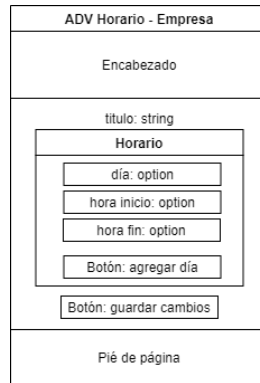 ADV Horario - Empresa
Encabezado
titulo: string
Horario
día: option
hora inicio: option
hora fin: option
Botón: agregar día
Botón: guardar cambios
Pié de página